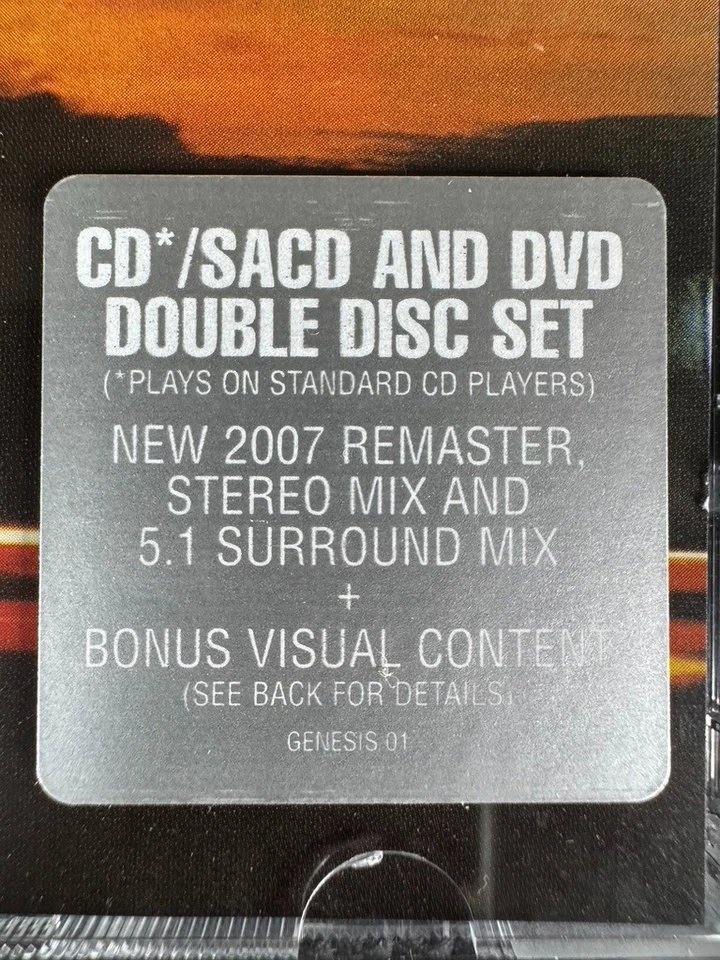 CD*/SACD AND DVD
DOUBLE DISC SET
(*PLAYS ON STANDARD CD PLAYERS)
NEW 2007 REMASTER,
STEREO MIX AND
5.1 SURROUND MIX
+
BONUS VISUAL CONTENT
(SEE BACK FOR DETAILS)
GENESIS 01